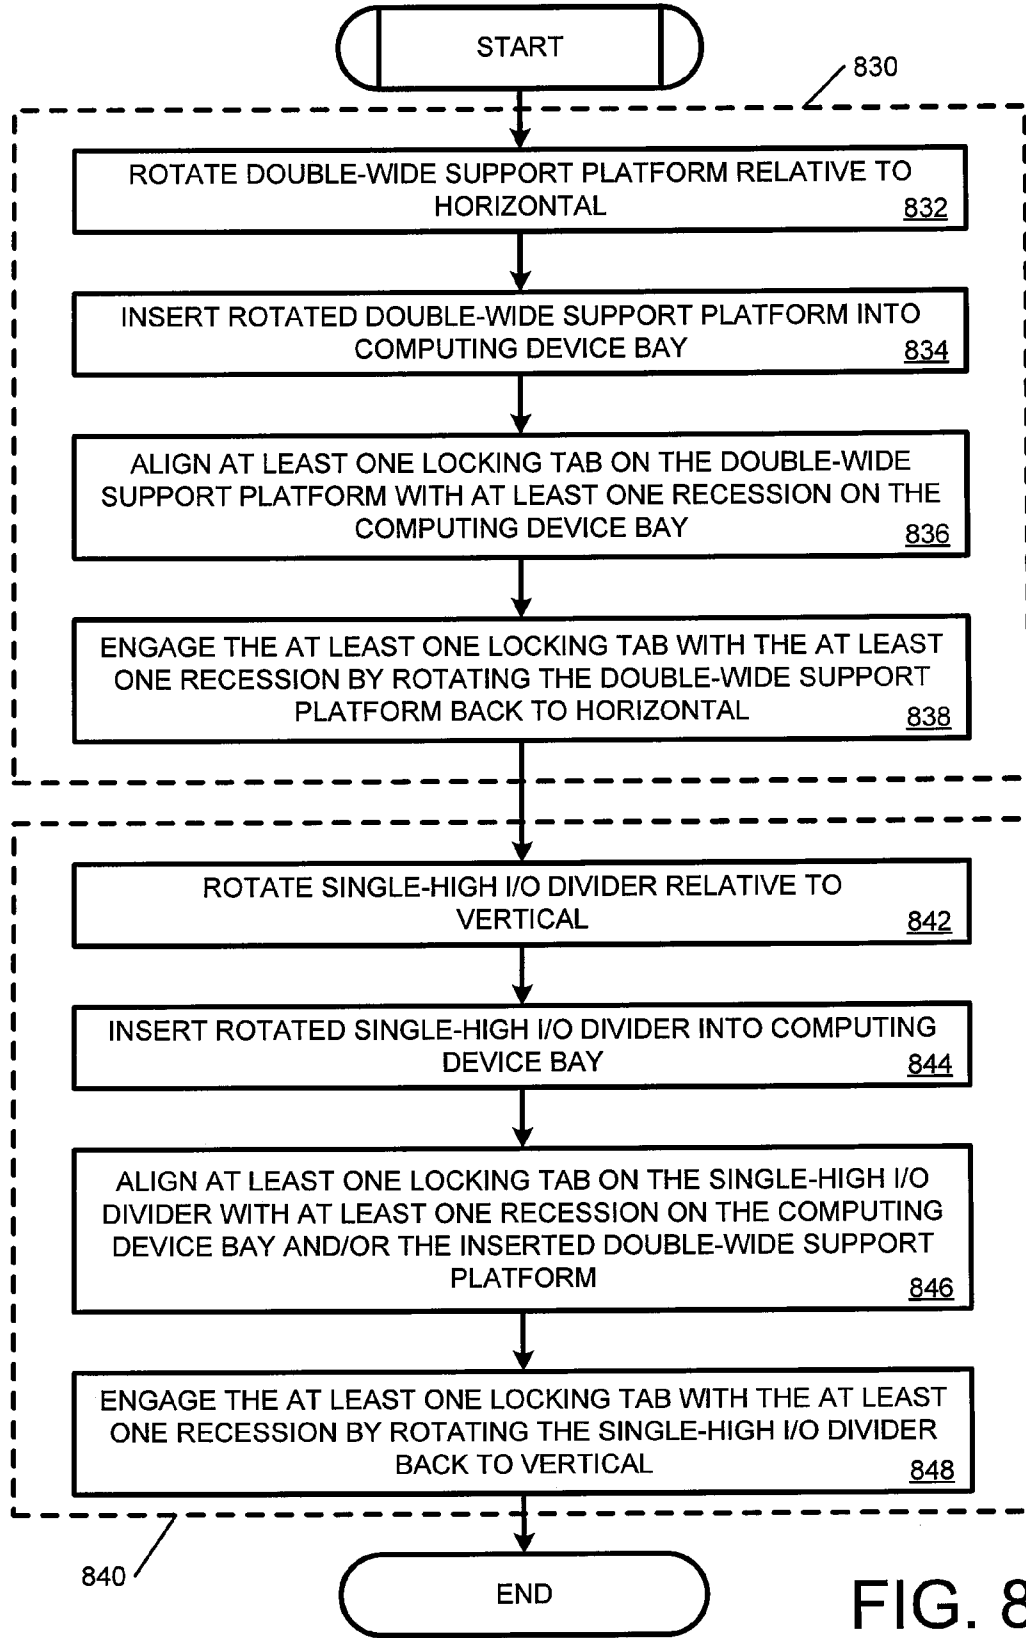 START
830
ROTATE DOUBLE-WIDE SUPPORT PLATFORM RELATIVE TO
HORIZONTAL
832
INSERT ROTATED DOUBLE-WIDE SUPPORT PLATFORM INTO
COMPUTING DEVICE BAY
834
ALIGN AT LEAST ONE LOCKING TAB ON THE DOUBLE-WIDE
SUPPORT PLATFORM WITH AT LEAST ONE RECESSION ON THE
COMPUTING DEVICE BAY
836
ENGAGE THE AT LEAST ONE LOCKING TAB WITH THE AT LEAST
ONE RECESSION BY ROTATING THE DOUBLE-WIDE SUPPORT
PLATFORM BACK TO HORIZONTAL
838
ROTATE SINGLE-HIGH I/O DIVIDER RELATIVE TO
VERTICAL
842
INSERT ROTATED SINGLE-HIGH I/O DIVIDER INTO COMPUTING
DEVICE BAY
844
ALIGN AT LEAST ONE LOCKING TAB ON THE SINGLE-HIGH I/O
DIVIDER WITH AT LEAST ONE RECESSION ON THE COMPUTING
DEVICE BAY AND/OR THE INSERTED DOUBLE-WIDE SUPPORT
PLATFORM
846
ENGAGE THE AT LEAST ONE LOCKING TAB WITH THE AT LEAST
ONE RECESSION BY ROTATING THE SINGLE-HIGH I/O DIVIDER
BACK TO VERTICAL
848
840
END
FIG. 8